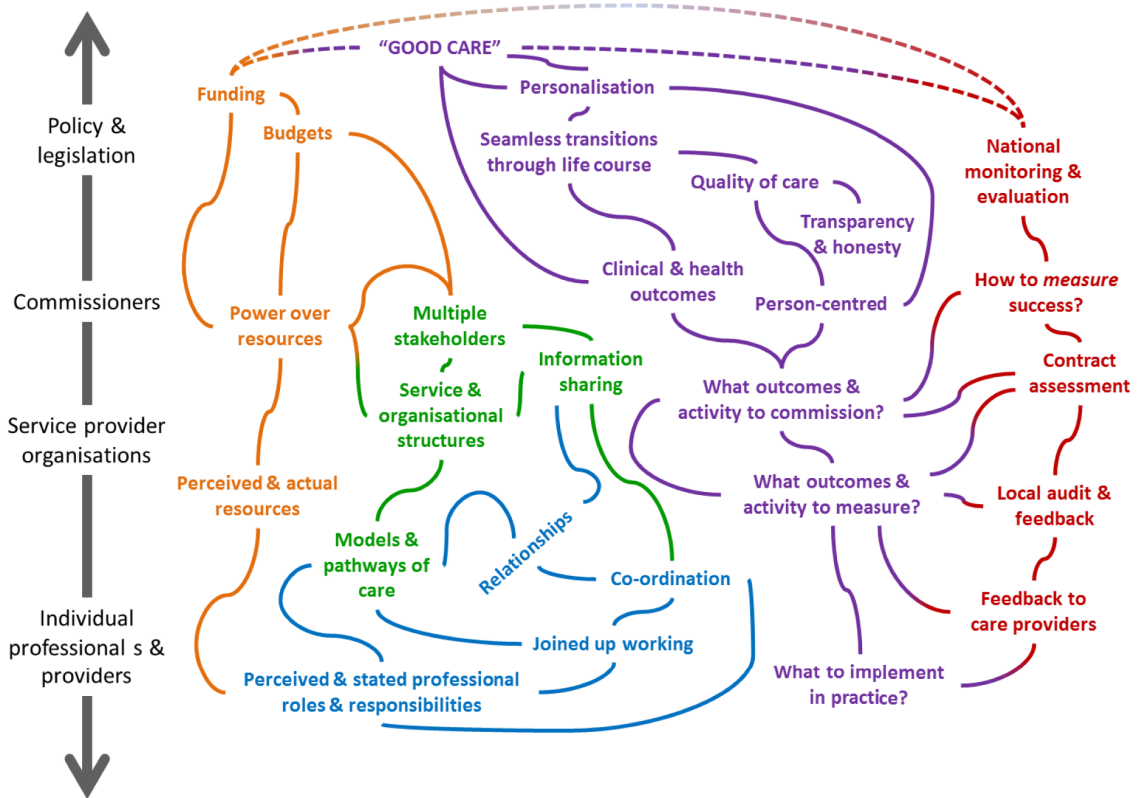 "GOOD CARE"
Funding
Personalisation
Budgets
Policy &
legislation
Seamless transitions
through life course
National
monitoring &
evaluation
Quality of care
Transparency
& honesty
Clinical & health
outcomes
Commissioners
Person-centred
How to measure
success?
Power over
resources
Multiple
stakeholders
Information
sharing
Contract
assessment
Service &
organisational
structures
What outcomes &
activity to commission?
Service provider
organisations
Perceived & actual
resources
What outcomes &
activity to measure?
Local audit &
feedback
Models &
pathways of
care
Relationships
Co-ordination
Individual
professional s &
providers
Feedback to
care providers
Joined up working
Perceived & stated professional
roles & responsibilities
What to implement
in practice?